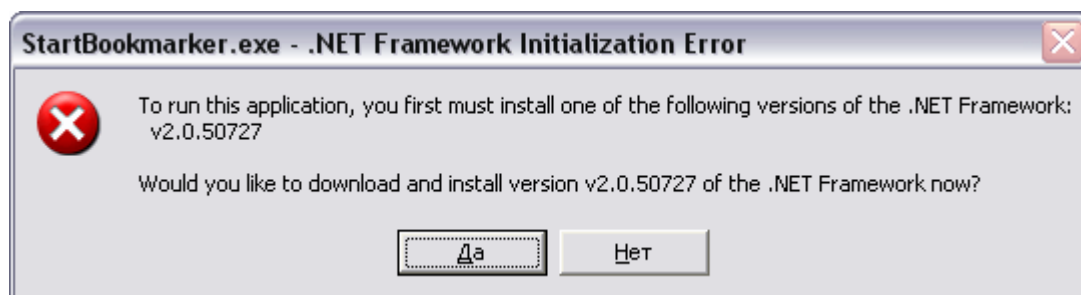 StartBookmarker.exe - .NET Framework Initialization Error
To run this application, you first must install one of the following versions of the .NET Framework:
v2.0.50727
Would you like to download and install version v2.0.50727 of the .NET Framework now?
Да
Нет